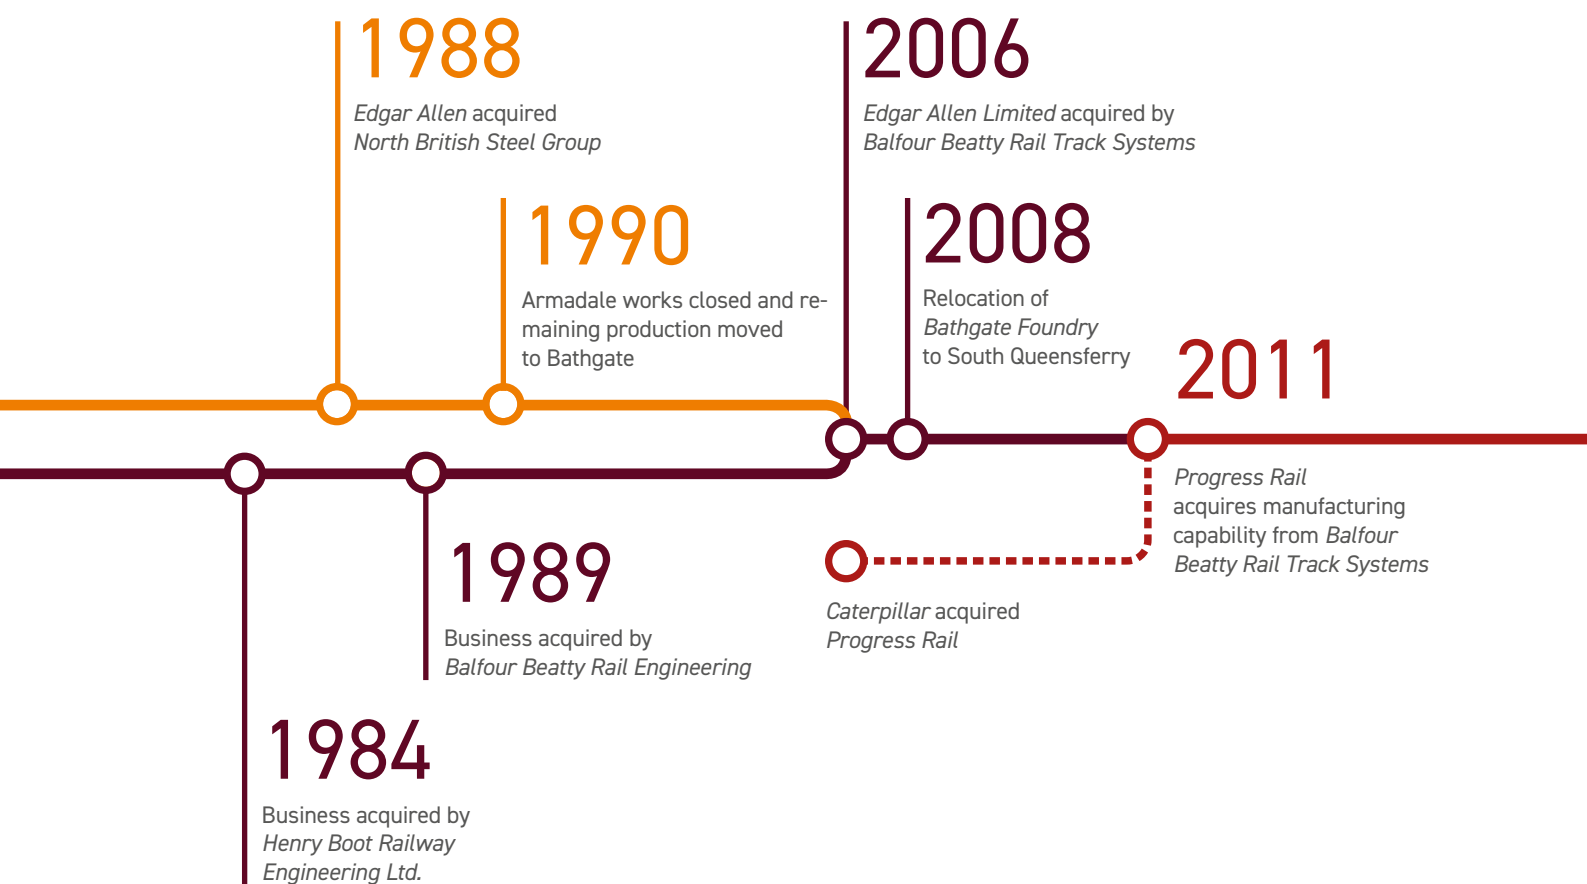 1988
Edgar Allen acquired
North British Steel Group
2006
Edgar Allen Limited acquired by
Balfour Beatty Rail Track Systems
1990
Armadale works closed and re-
maining production moved
to Bathgate
2008
Relocation of
Bathgate Foundry
to South Queensferry
2011
Progress Rail
acquires manufacturing
capability from Balfour
Beatty Rail Track Systems
Caterpillar acquired
Progress Rail
1989
Business acquired by
Balfour Beatty Rail Engineering
1984
Business acquired by
Henry Boot Railway
Engineering Ltd.